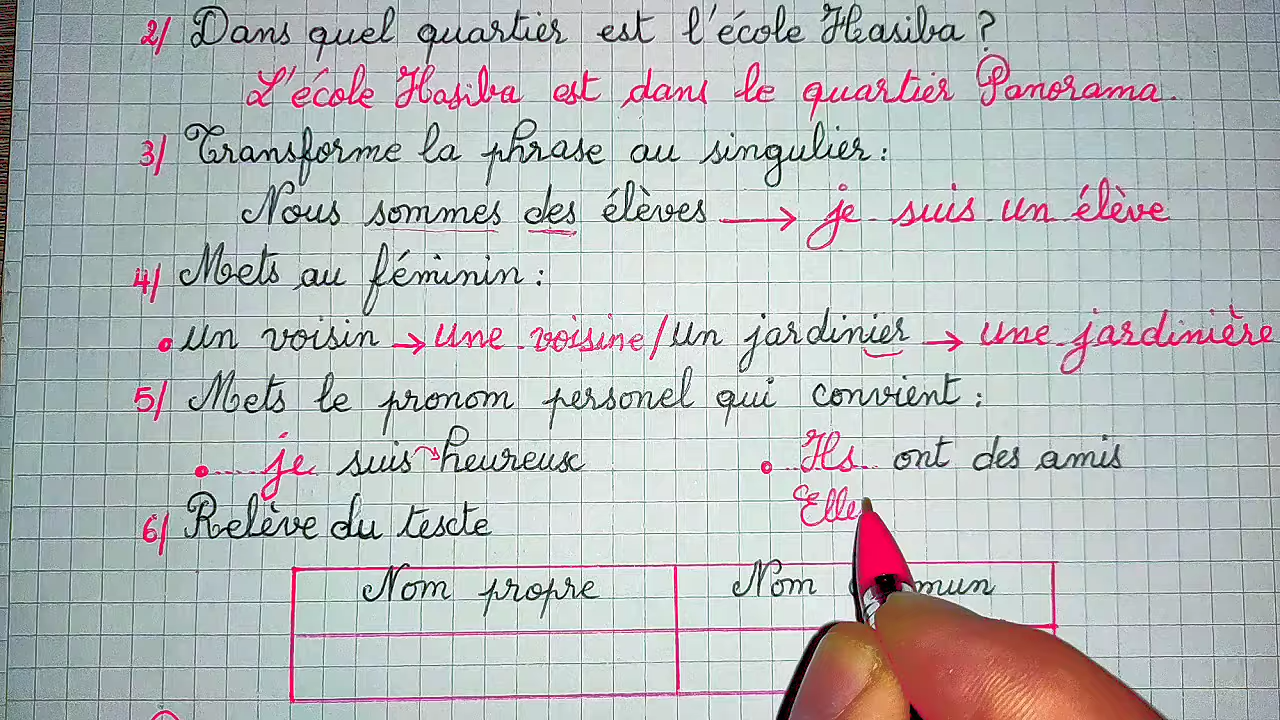 2/ Dans quel quartier est l'école Hasiba ?
L'école Hasiba est dans le quartier Panorama.
3/ Transforme la phrase au singulier :
Nous sommes des élèves → je suis un élève
4/ Mets au féminin :
• un voisin → une voisine / un jardinier → une jardinière
5/ Mets le pronom personel qui convient :
• je suis heureux • Ils ont des amis
Elle
6/ Relève du texte
Nom propre Nom